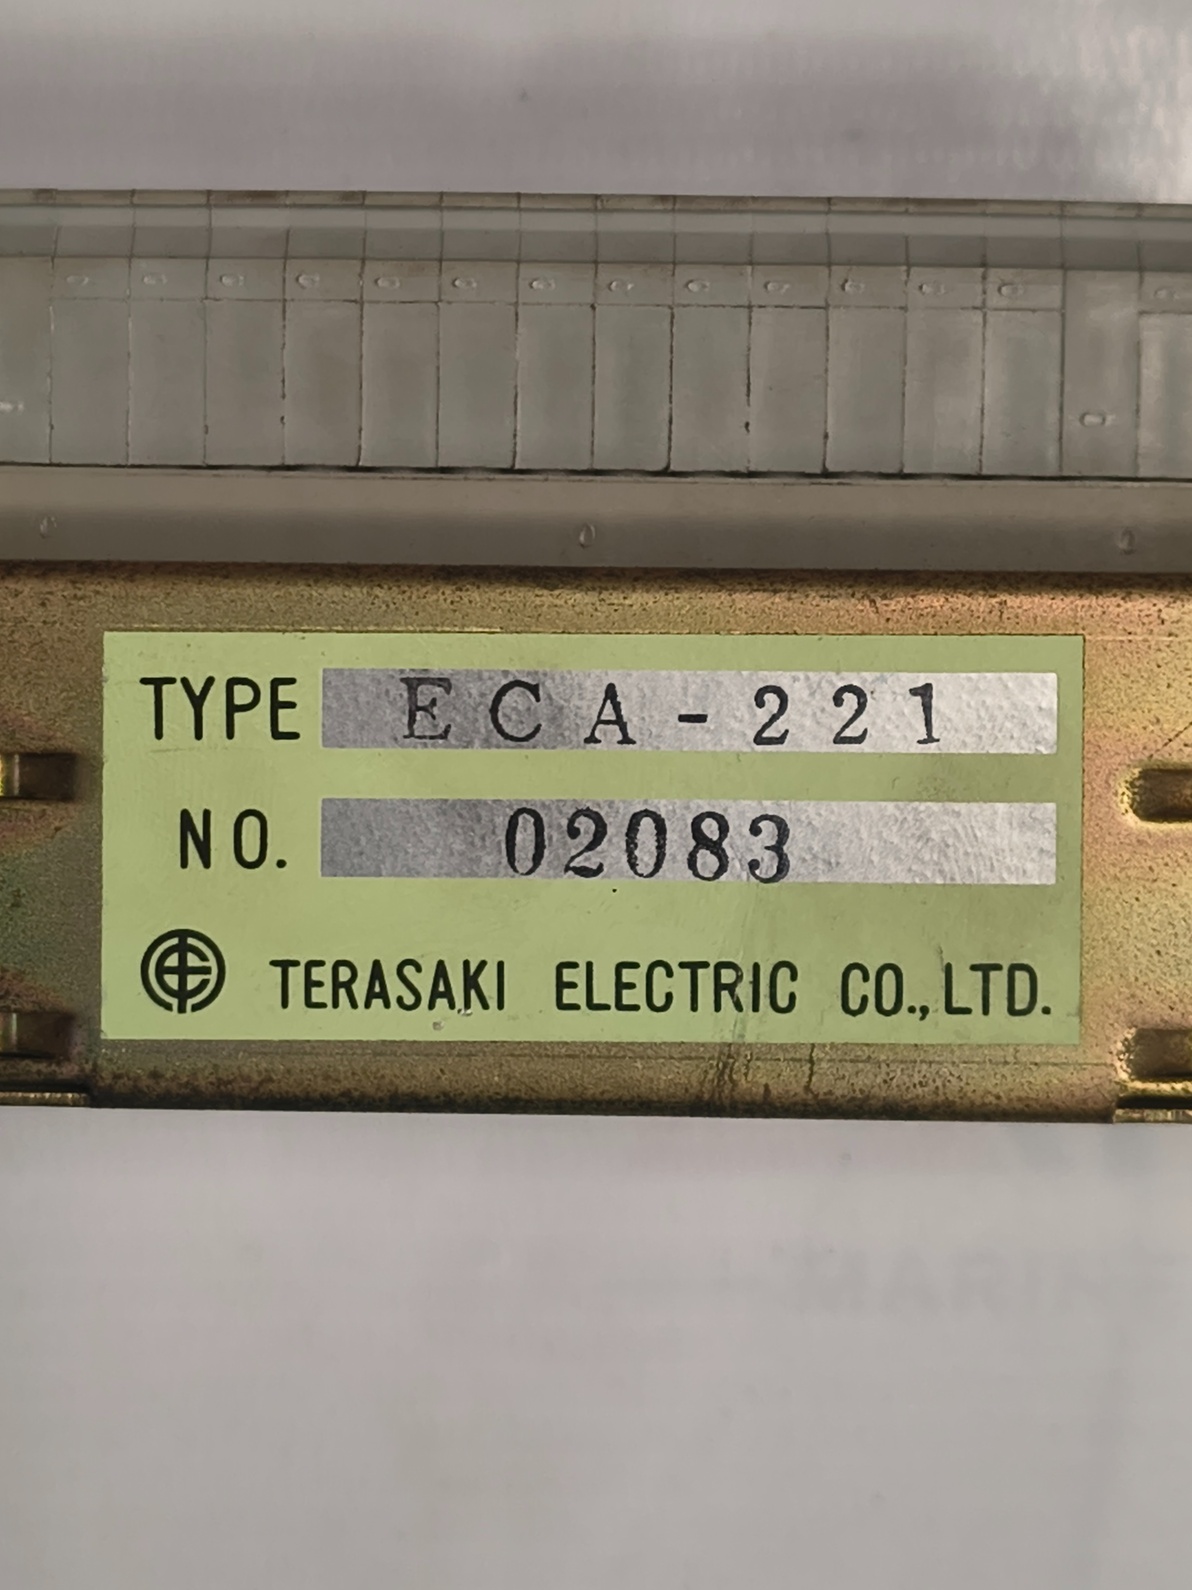 TYPE ECA-221
NO. 02083
TERASAKI ELECTRIC CO., LTD.